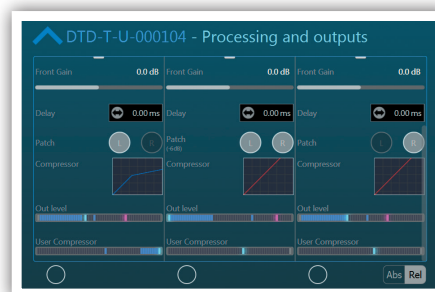 DTD-T-U-000104 - Processing and outputs
Front Gain 0.0 dB Front Gain 0.0 dB Front Gain 0.0 dB
Delay 0.00 ms Delay 0.00 ms Delay 0.00 ms
Patch L R Patch L R Patch L R
(-6dB)
Compressor Compressor Compressor
Out level Out level Out level
User Compressor User Compressor User Compressor
Abs Rel